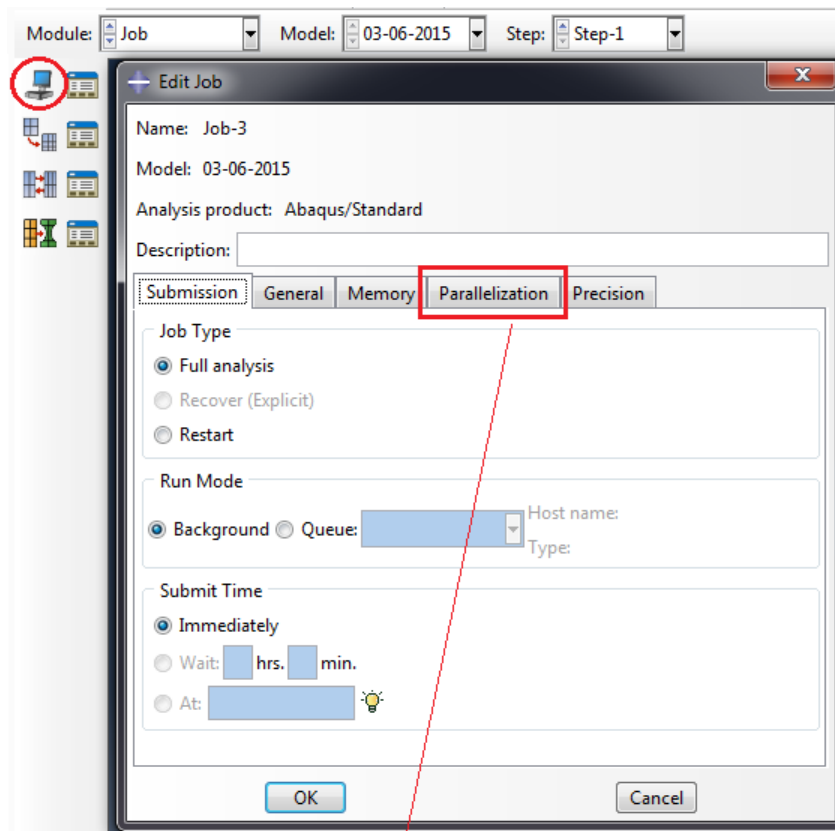 Module: Job Model: 03-06-2015 Step: Step-1
Edit Job
Name: Job-3
Model: 03-06-2015
Analysis product: Abaqus/Standard
Description:
Submission General Memory Parallelization Precision
Job Type
Full analysis
Recover (Explicit)
Restart
Run Mode
Background Queue: Host name:
Type:
Submit Time
Immediately
Wait: hrs. min.
At:
OK Cancel